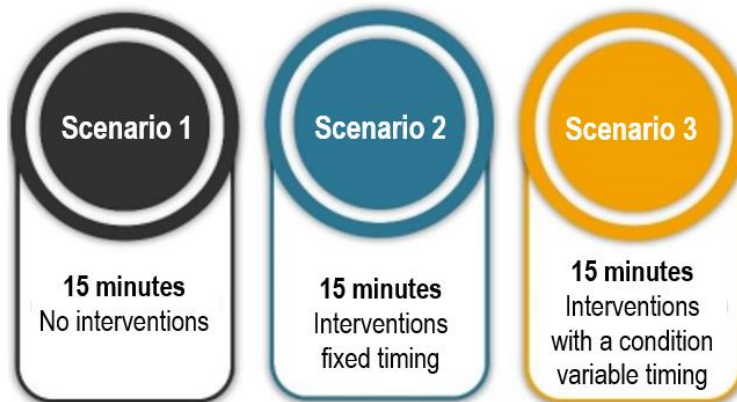 Scenario 1
15 minutes
No interventions
Scenario 2
15 minutes
Interventions
fixed timing
Scenario 3
15 minutes
Interventions
with a condition
variable timing